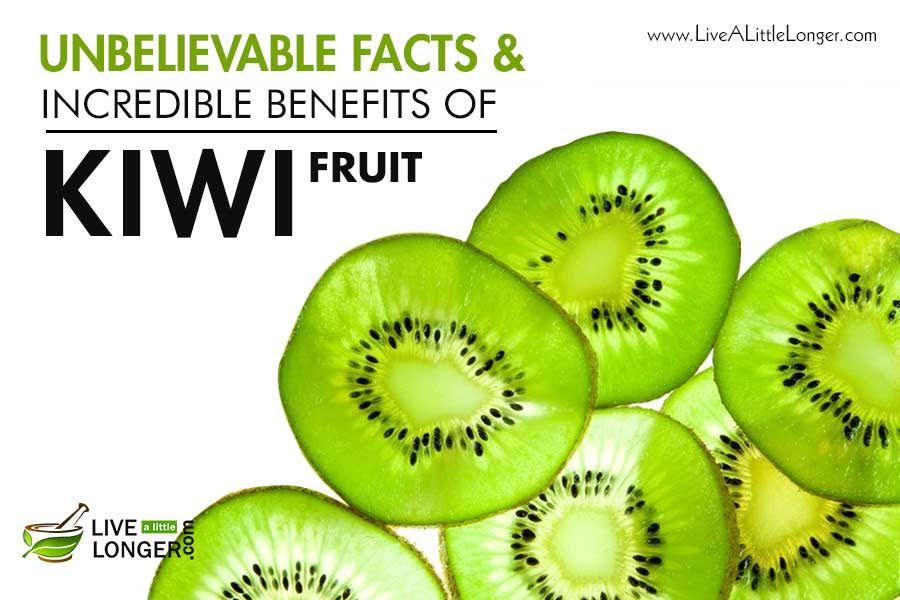 www.LiveALittleLonger.com
UNBELIEVABLE FACTS &
INCREDIBLE BENEFITS OF
KIWI FRUIT
LIVE a little
LONGER.com